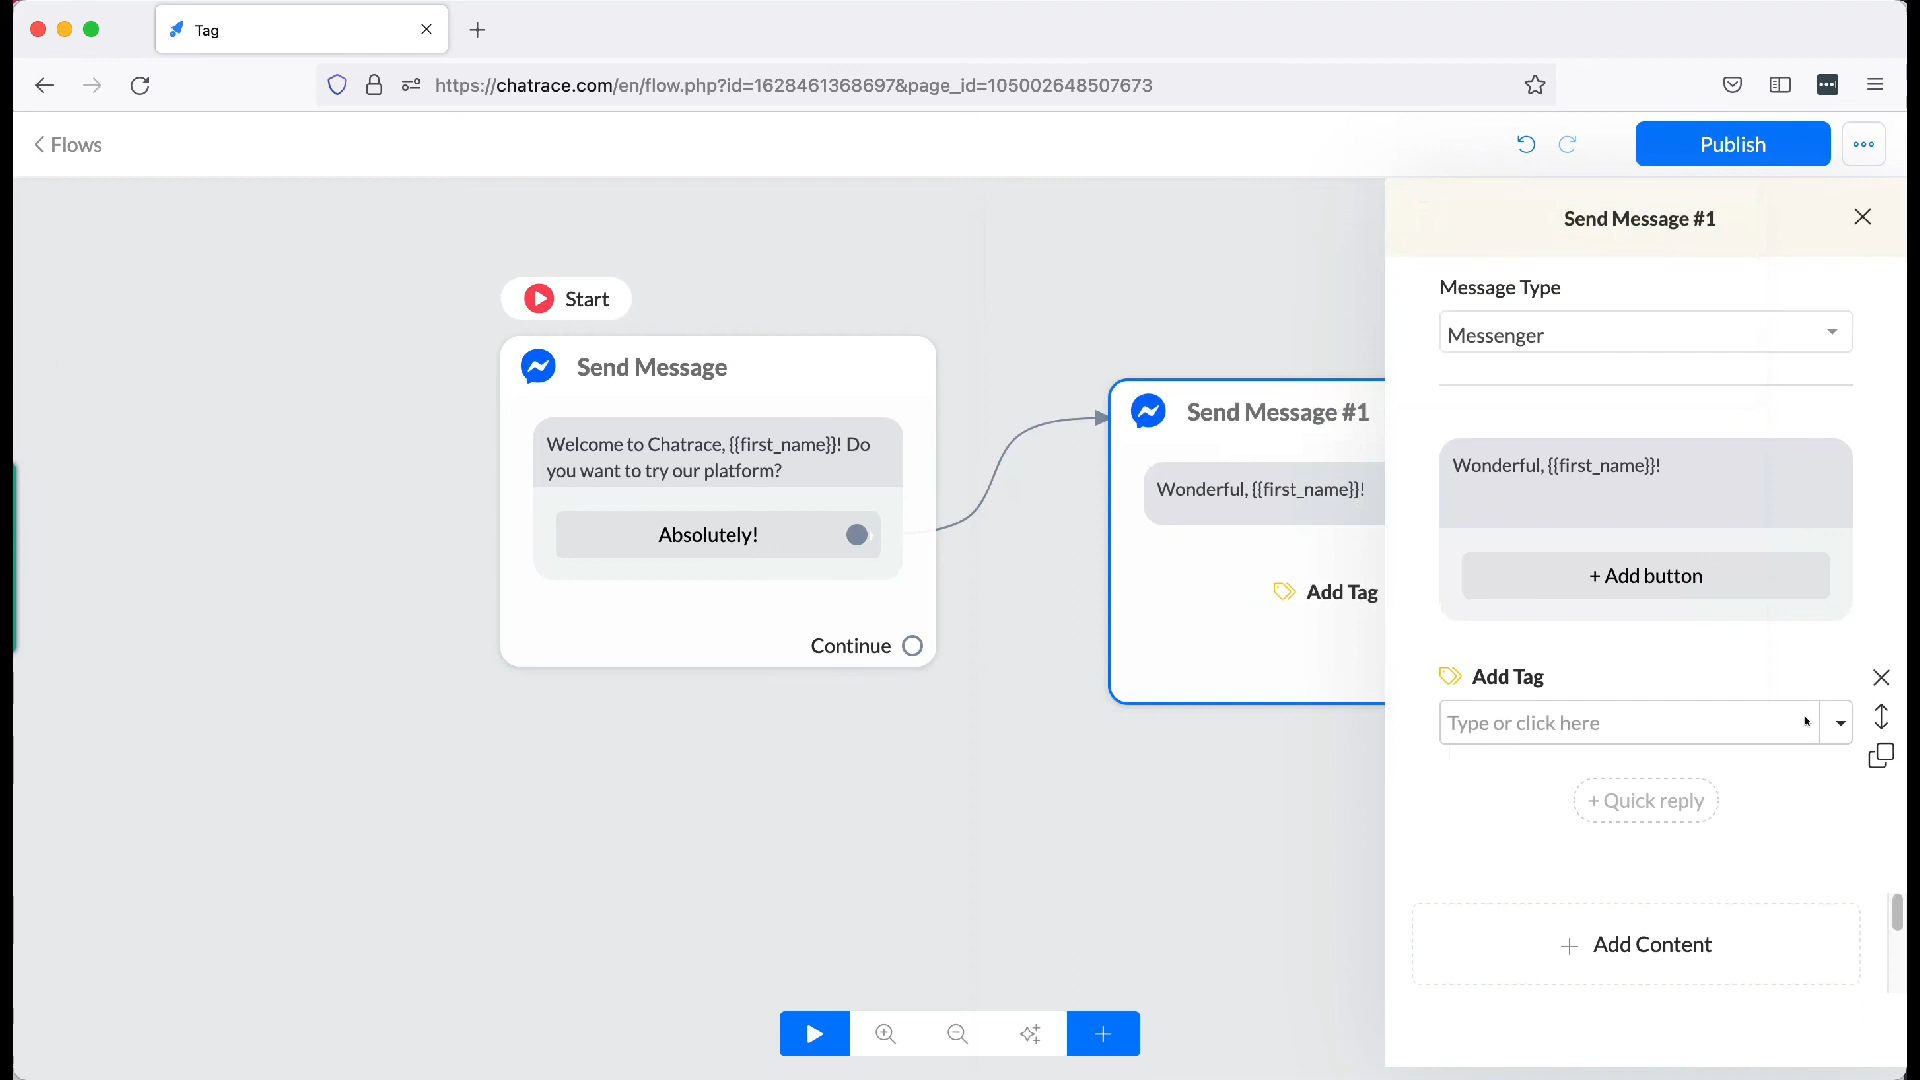 Tag
https://chatrace.com/en/flow.php?id=1628461368697&page_id=105002648507673
Flows
Publish
Start
Send Message
Welcome to Chatrace, {{first_name}}! Do
you want to try our platform?
Absolutely!
Continue
Send Message #1
Wonderful, {{first_name}}!
Add Tag
Send Message #1
Message Type
Messenger
Wonderful, {{first_name}}!
+ Add button
Add Tag
Type or click here
+ Quick reply
+ Add Content